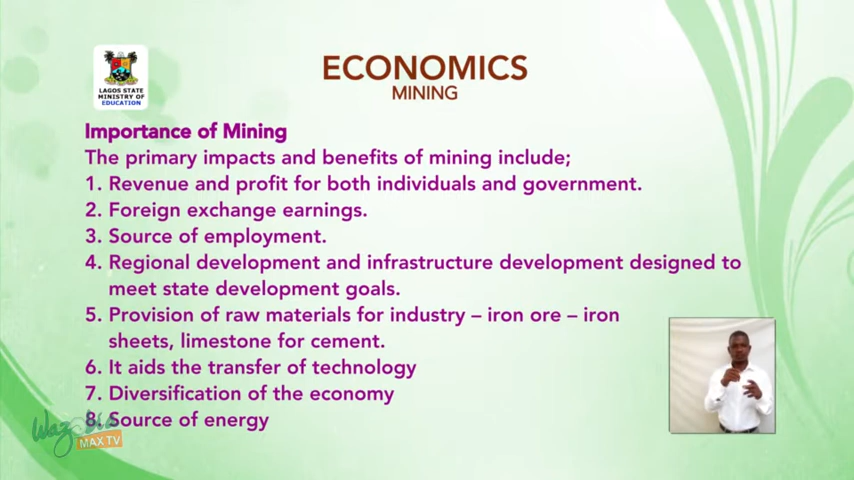 LAGOS STATE
MINISTRY OF
EDUCATION
ECONOMICS
MINING
Importance of Mining
The primary impacts and benefits of mining include;
1. Revenue and profit for both individuals and government.
2. Foreign exchange earnings.
3. Source of employment.
4. Regional development and infrastructure development designed to
meet state development goals.
5. Provision of raw materials for industry – iron ore – iron
sheets, limestone for cement.
6. It aids the transfer of technology
7. Diversification of the economy
8. Source of energy
Wazobia
MAX TV